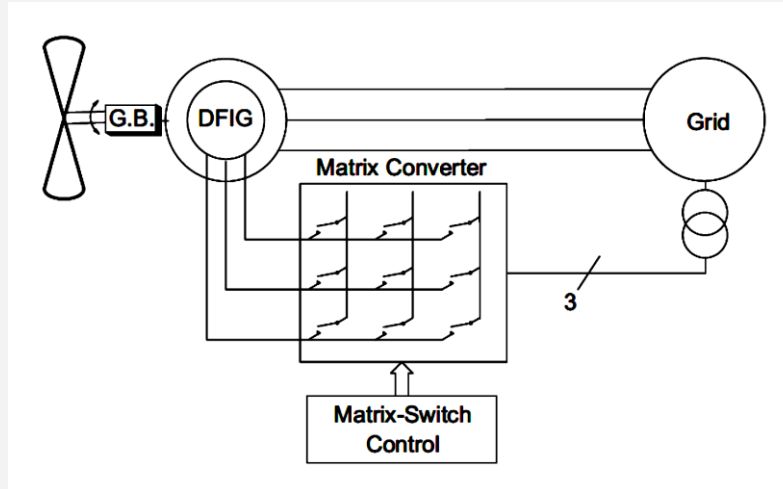 G.B.
DFIG
Grid
Matrix Converter
3
Matrix-Switch
Control